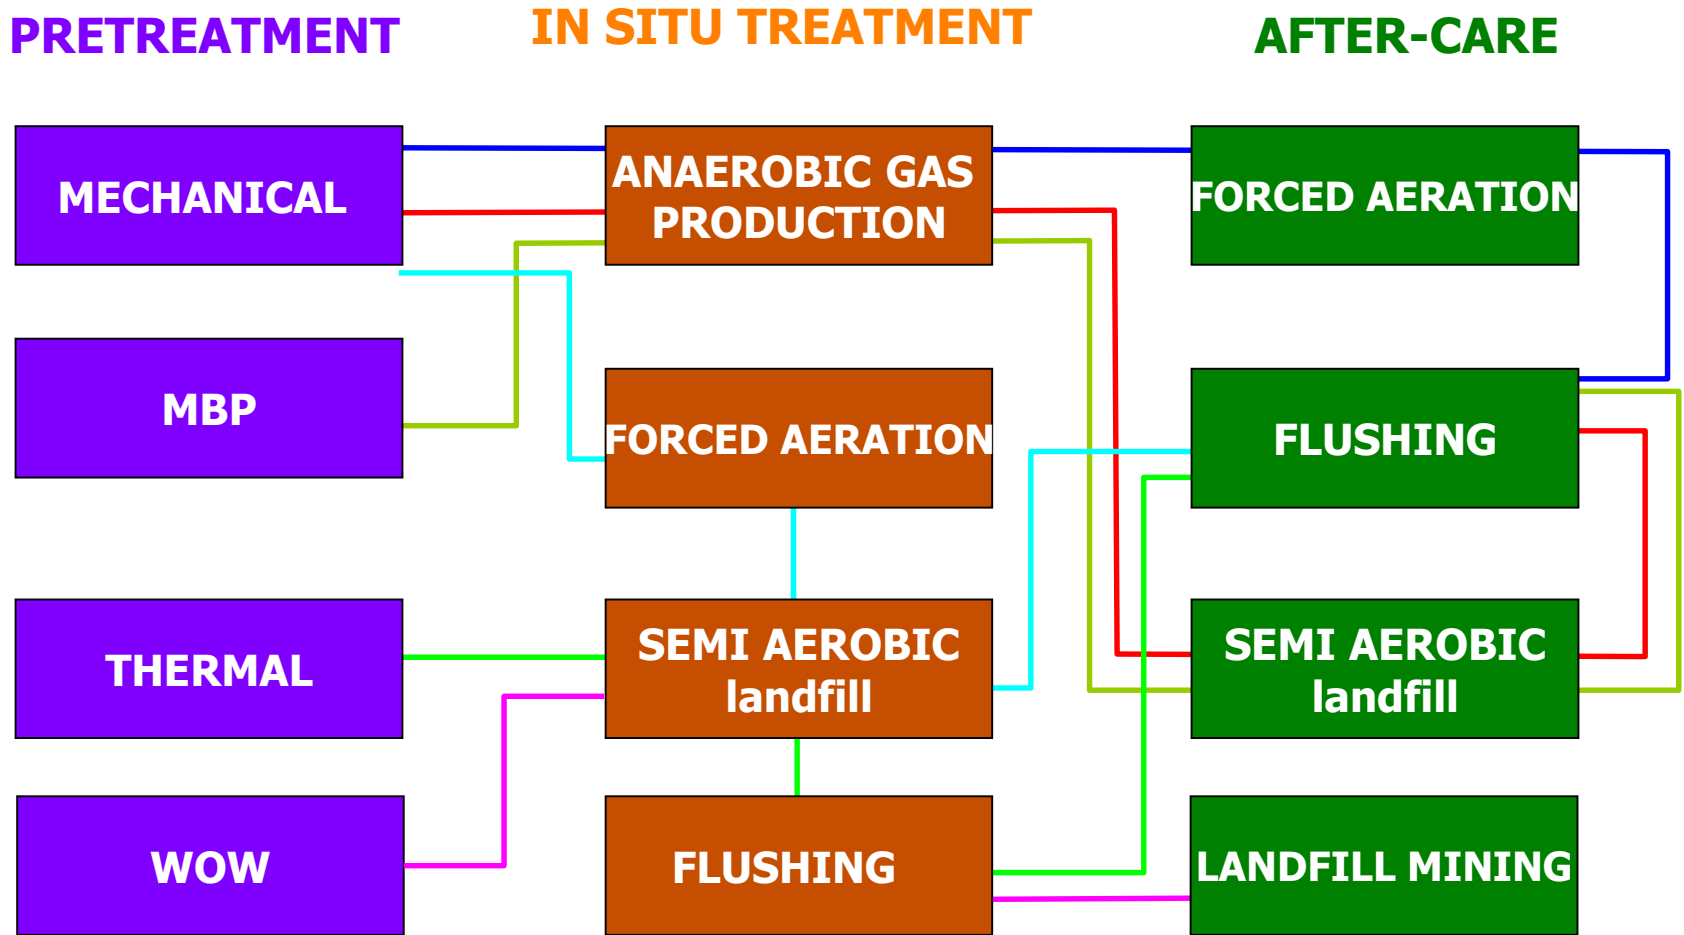 PRETREATMENT
IN SITU TREATMENT
AFTER-CARE
MECHANICAL
ANAEROBIC GAS
PRODUCTION
FORCED AERATION
MBP
FORCED AERATION
FLUSHING
THERMAL
SEMI AEROBIC
landfill
SEMI AEROBIC
landfill
WOW
FLUSHING
LANDFILL MINING